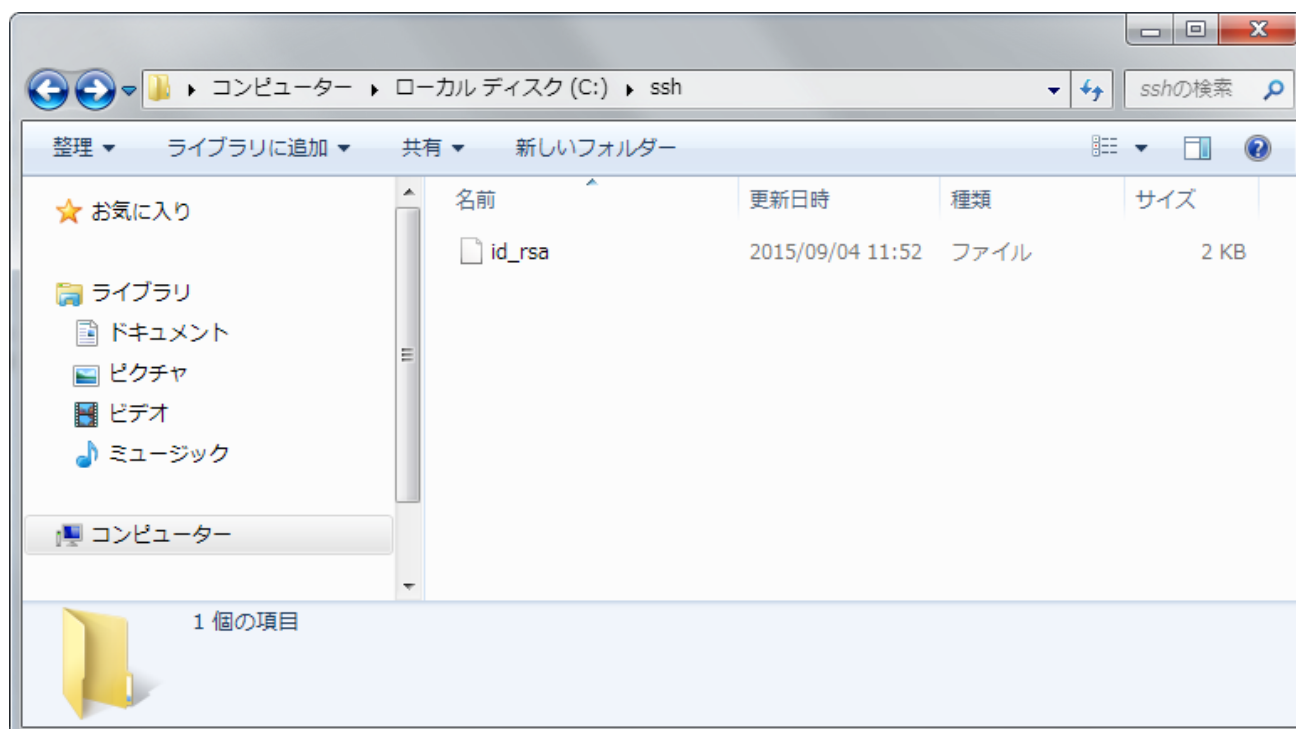 コンピューター ローカル ディスク (C:) ssh sshの検索
整理 ライブラリに追加 共有 新しいフォルダー
お気に入り
ライブラリ
ドキュメント
ピクチャ
ビデオ
ミュージック
コンピューター
名前 更新日時 種類 サイズ
id_rsa 2015/09/04 11:52 ファイル 2 KB
1 個の項目